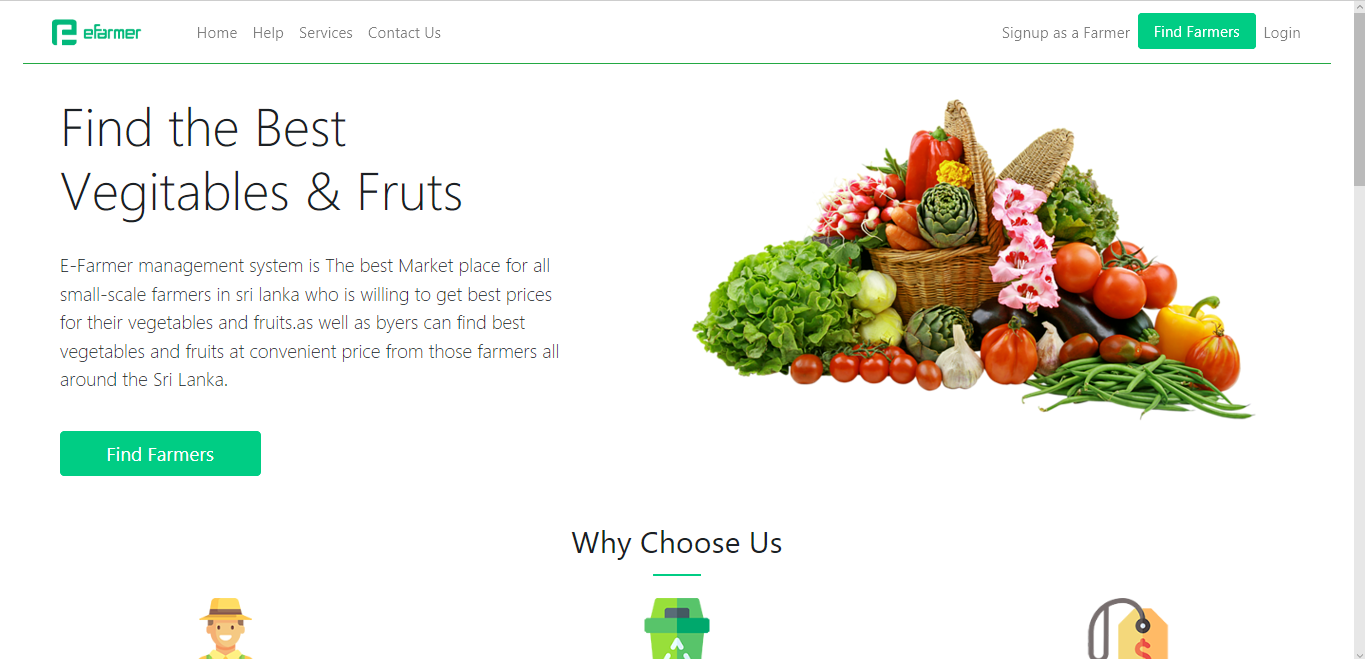 efarmer
Home Help Services Contact Us
Signup as a Farmer Find Farmers Login
Find the Best
Vegitables & Fruts
E-Farmer management system is The best Market place for all
small-scale farmers in sri lanka who is willing to get best prices
for their vegetables and fruits.as well as byers can find best
vegetables and fruits at convenient price from those farmers all
around the Sri Lanka.
Find Farmers
Why Choose Us
$